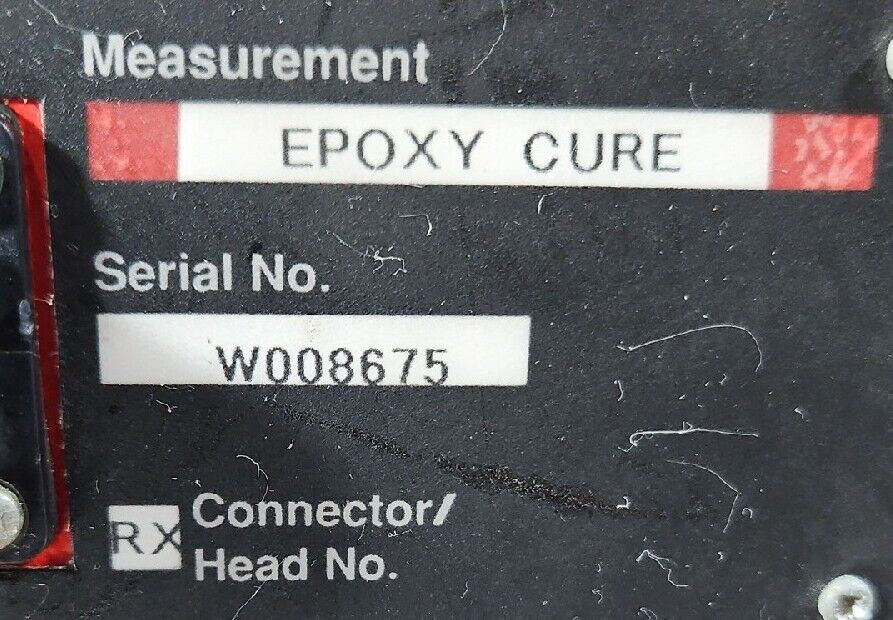 Measurement
EPOXY CURE
Serial No.
W008675
RX Connector/
Head No.